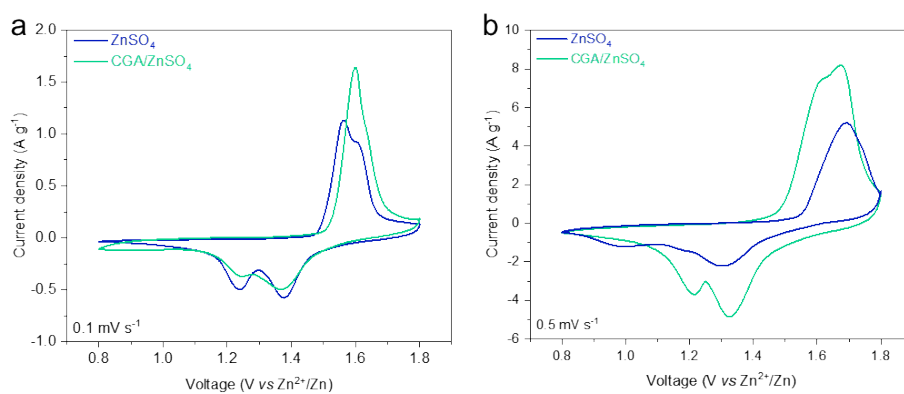 a
ZnSO₄
CGA/ZnSO₄
Current density (A g⁻¹)
2.0
1.5
1.0
0.5
0.0
-0.5
-1.0
0.1 mV s⁻¹
0.8 1.0 1.2 1.4 1.6 1.8
Voltage (V vs Zn²⁺/Zn)
b
ZnSO₄
CGA/ZnSO₄
Current density (A g⁻¹)
10
8
6
4
2
0
-2
-4
-6
0.5 mV s⁻¹
0.8 1.0 1.2 1.4 1.6 1.8
Voltage (V vs Zn²⁺/Zn)